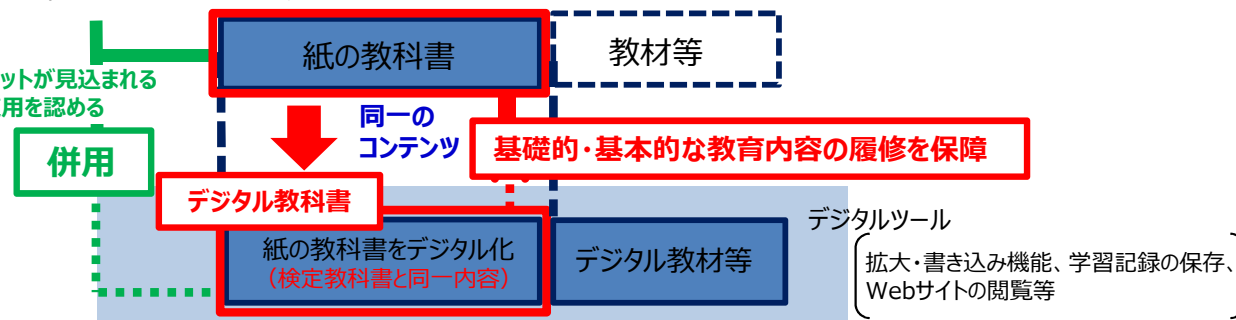 紙の教科書
教材等
ットが見込まれる
用を認める
同一の
コンテンツ
基礎的・基本的な教育内容の履修を保障
併用
デジタル教科書
デジタルツール
紙の教科書をデジタル化
（検定教科書と同一内容）
デジタル教材等
拡大・書き込み機能、学習記録の保存、
Webサイトの閲覧等